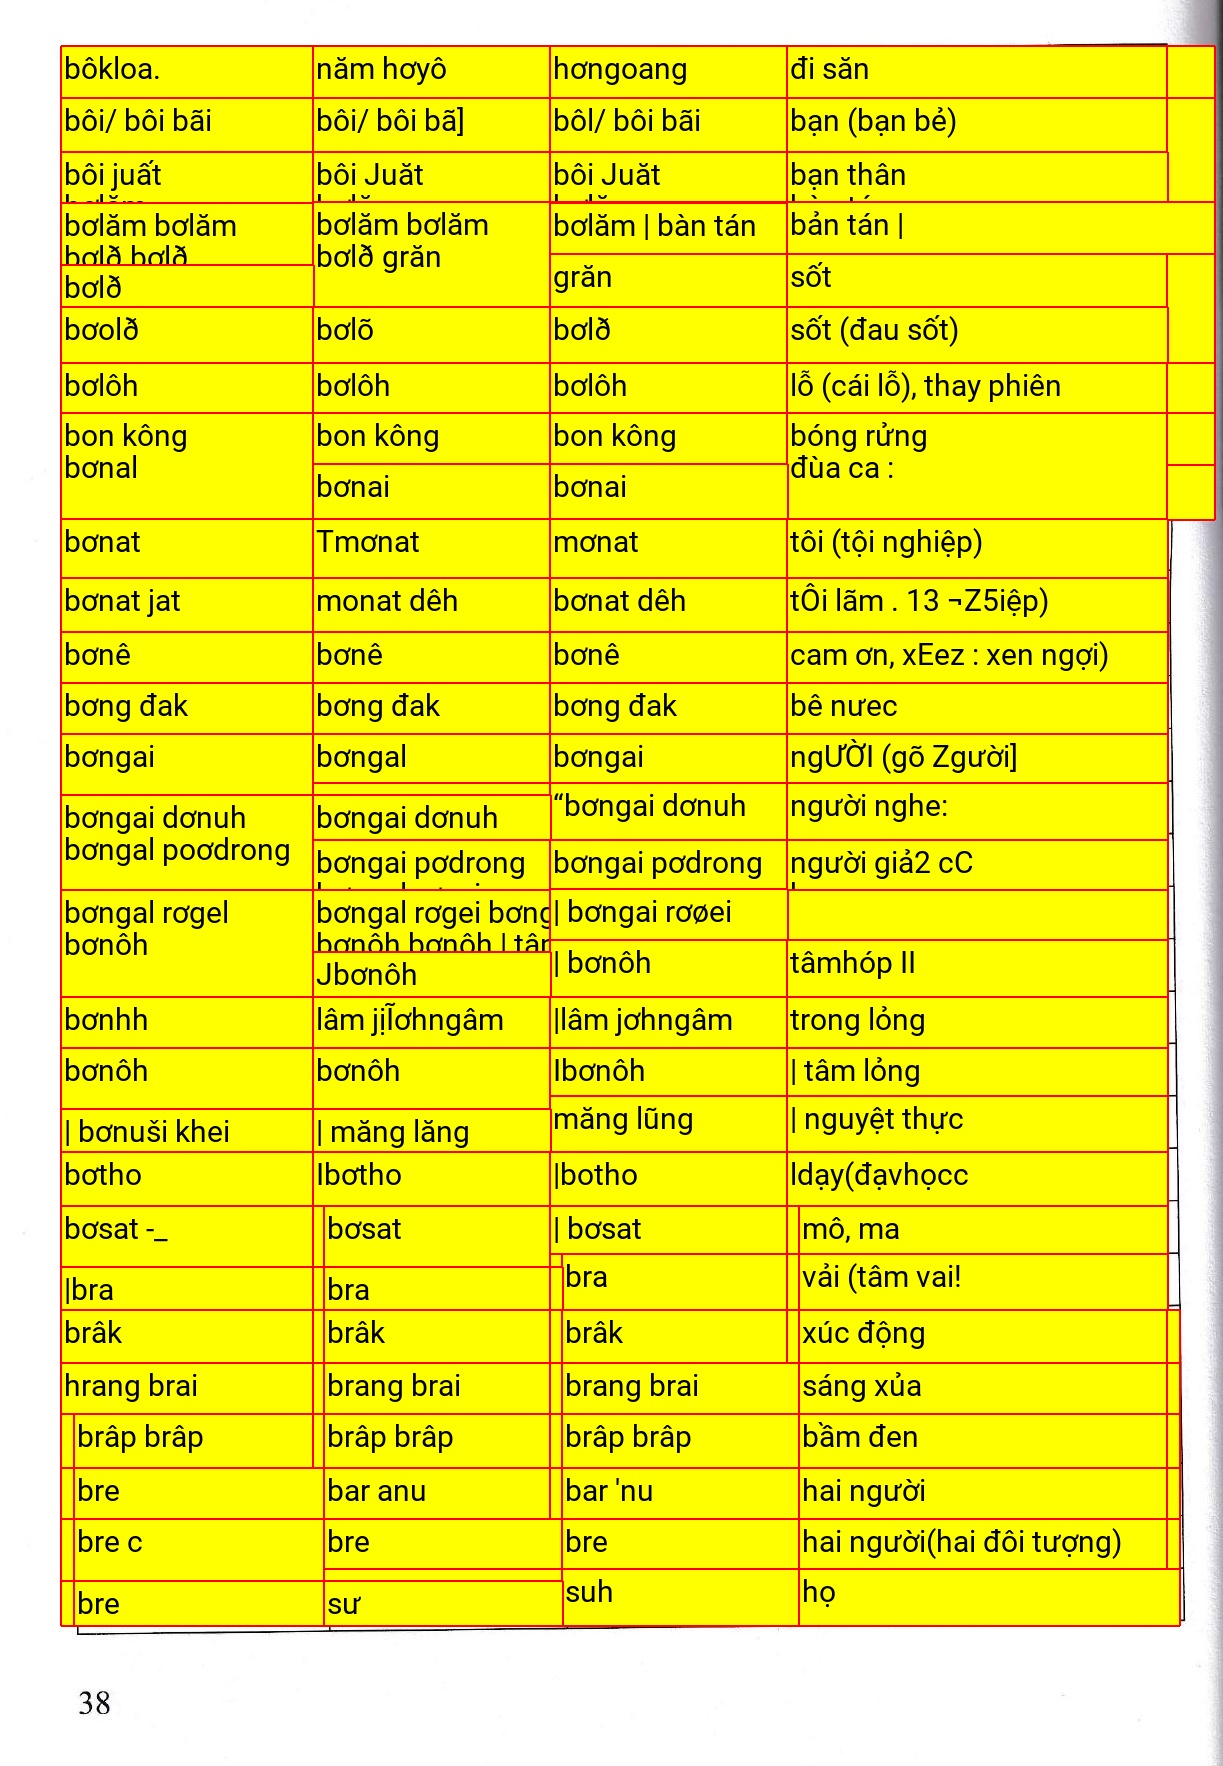 bôkloa. năm hơyô hơngoang đi săn
bôi/ bôi bãi bôi/ bôi bã] bôl/ bôi bãi bạn (bạn bẻ)
bôi juất bôi Juăt bôi Juăt bạn thân
bơlăm bơlăm bơlăm bơlăm bơlăm | bàn tán bản tán |
bơlð bơlð bơlð grăn grăn sốt
bơlð
bơolð bơlõ bơlð sốt (đau sốt)
bơlôh bơlôh bơlôh lỗ (cái lỗ), thay phiên
bon kông bon kông bon kông bóng rửng
bơnal bơnai bơnai đùa ca :
bơnat Tmơnat mơnat tôi (tội nghiệp)
bơnat jat monat dêh bơnat dêh tÔi lãm . 13 ¬Z5iệp)
bơnê bơnê bơnê cam ơn, xEez : xen ngợi)
bơng đak bơng đak bơng đak bê nưec
bơngai bơngal bơngai ngƯỜI (gõ Zgười]
bơngai dơnuh bơngai dơnuh “bơngai dơnuh người nghe:
bơngal poơdrong bơngai pơdrong bơngai pơdrong người giả2 cC
bơngal rơgel bơngal rơgei | bơngai rơøei
bơnôh bơnôh bơnôh | bơnôh tâmhóp II
Jbơnôh
bơnhh lâm jịl̃ơhngâm |lâm jơhngâm trong lỏng
bơnôh bơnôh Ibơnôh | tâm lỏng
| bơnuši khei | măng lăng măng lũng | nguyệt thực
bơtho Ibơtho |botho ldạy(đạvhọcc
bơsat -_ bơsat | bơsat mô, ma
|bra bra bra vải (tâm vai!
brâk brâk brâk xúc động
hrang brai brang brai brang brai sáng xủa
brâp brâp brâp brâp brâp brâp bầm đen
bre bar anu bar 'nu hai người
bre c bre bre hai người(hai đôi tượng)
bre sư suh họ
38